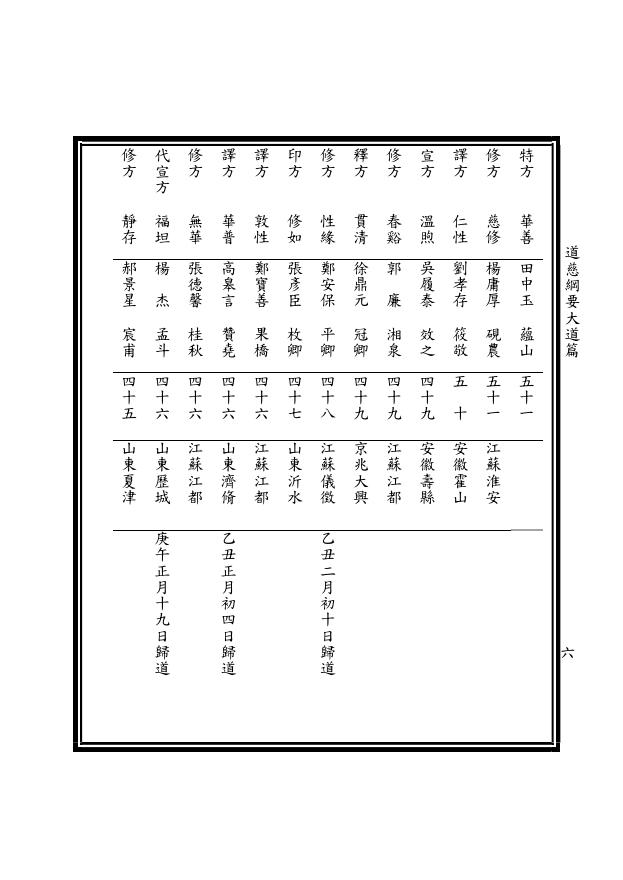 道慈綱要大道篇
特方 華善 田中玉 蘊山 五十一
修方 慈修 楊庸厚 硯農 五十一 江蘇淮安
譯方 仁性 劉孝存 筱敬 五十 安徽霍山
宣方 溫煦 吳履泰 效之 四十九 安徽壽縣
修方 春谿 郭廉 湘泉 四十九 江蘇江都
釋方 貫清 徐鼎元 冠卿 四十九 京兆大興
修方 性緣 鄭安保 平卿 四十八 江蘇儀徵 乙丑二月初十日歸道
印方 修如 張彥臣 枚卿 四十七 山東沂水
譯方 敦性 鄭寶善 果橋 四十六 江蘇江都
譯方 華普 高皋言 贊堯 四十六 山東濟脩 乙丑正月初四日歸道
修方 無華 張德馨 桂秋 四十六 江蘇江都
代宣方 福坦 楊杰 孟斗 四十六 山東歷城 庚午正月十九日歸道
修方 靜存 郝景星 宸甫 四十五 山東夏津
六